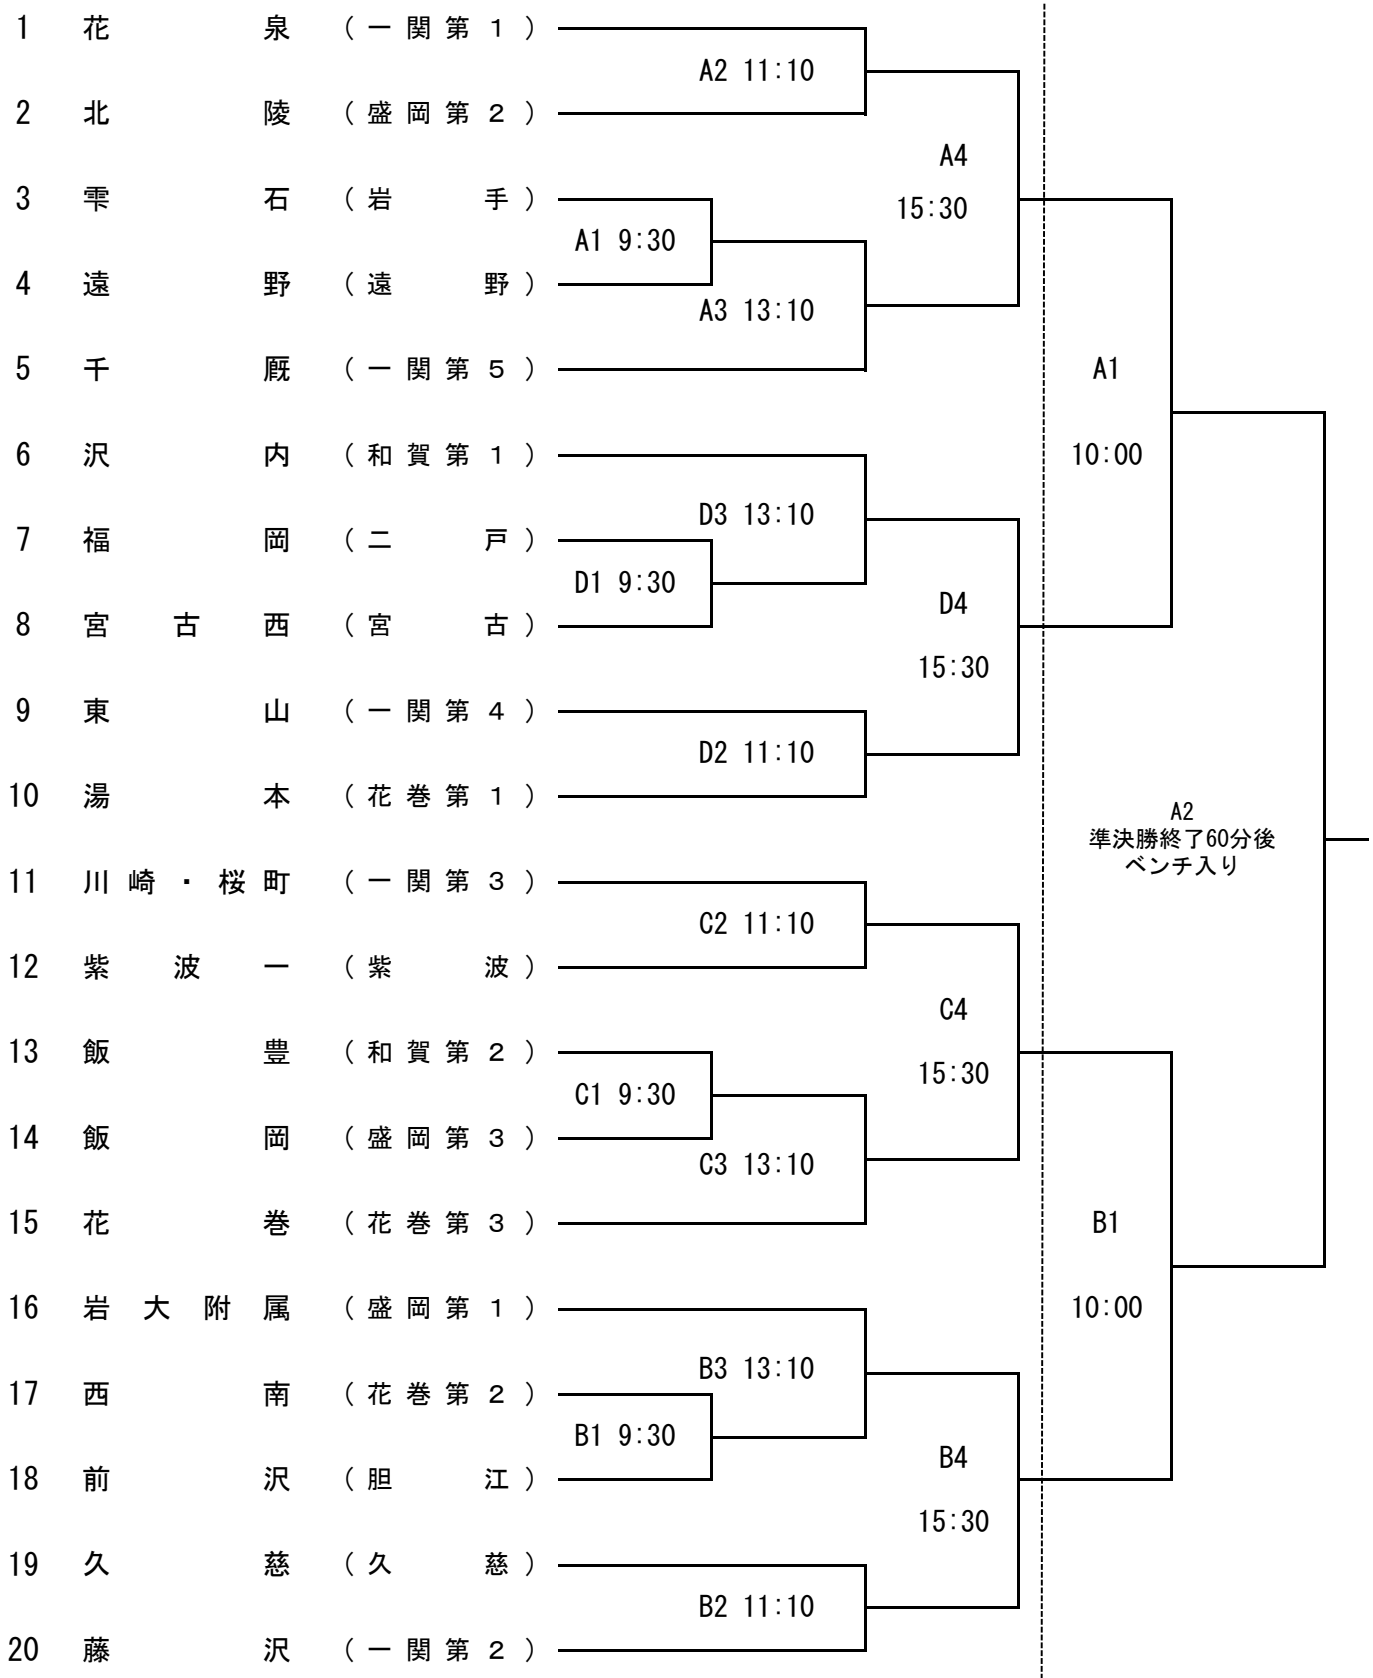 1 花泉 (一関第1)
A2 11:10
2 北陵 (盛岡第2)
A4
3 雫石 (岩手)
15:30
A1 9:30
4 遠野 (遠野)
A3 13:10
5 千厩 (一関第5)
A1
6 沢内 (和賀第1)
10:00
D3 13:10
7 福岡 (二戸)
D1 9:30
D4
8 宮古西 (宮古)
15:30
9 東山 (一関第4)
D2 11:10
10 湯本 (花巻第1)
A2
準決勝終了60分後
ベンチ入り
11 川崎・桜町 (一関第3)
C2 11:10
12 紫波一 (紫波)
C4
13 飯豊 (和賀第2)
15:30
C1 9:30
14 飯岡 (盛岡第3)
C3 13:10
15 花巻 (花巻第3)
B1
16 岩大附属 (盛岡第1)
10:00
B3 13:10
17 西南 (花巻第2)
B1 9:30
B4
18 前沢 (胆江)
15:30
19 久慈 (久慈)
B2 11:10
20 藤沢 (一関第2)